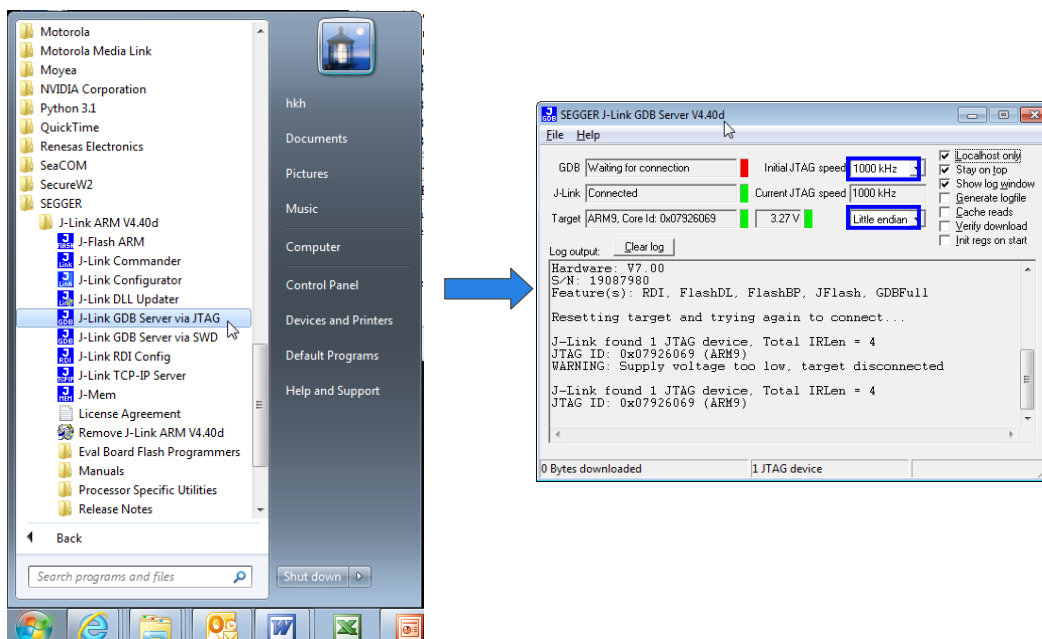 Motorola
Motorola Media Link
Moyea
NVIDIA Corporation
Python 3.1
QuickTime
Renesas Electronics
SeaCOM
SecureW2
SEGGER
J-Link ARM V4.40d
J-Flash ARM
J-Link Commander
J-Link Configurator
J-Link DLL Updater
J-Link GDB Server via JTAG
J-Link GDB Server via SWD
J-Link RDI Config
J-Link TCP-IP Server
J-Mem
License Agreement
Remove J-Link ARM V4.40d
Eval Board Flash Programmers
Manuals
Processor Specific Utilities
Release Notes
Back
Search programs and files
hkh
Documents
Pictures
Music
Computer
Control Panel
Devices and Printers
Default Programs
Help and Support
Shut down
SEGGER J-Link GDB Server V4.40d
File Help
GDB Waiting for connection Initial JTAG speed 1000 kHz
J-Link Connected Current JTAG speed 1000 kHz
Target ARM9, Core Id: 0x07926069 3.27 V Little endian
Localhost only
Stay on top
Show log window
Generate logfile
Cache reads
Verify download
Init regs on start
Log output: Clear log
Hardware: V7.00
S/N: 19087980
Feature(s): RDI, FlashDL, FlashBP, JFlash, GDBFull
Resetting target and trying again to connect...
J-Link found 1 JTAG device, Total IRLen = 4
JTAG ID: 0x07926069 (ARM9)
WARNING: Supply voltage too low, target disconnected
J-Link found 1 JTAG device, Total IRLen = 4
JTAG ID: 0x07926069 (ARM9)
0 Bytes downloaded 1 JTAG device